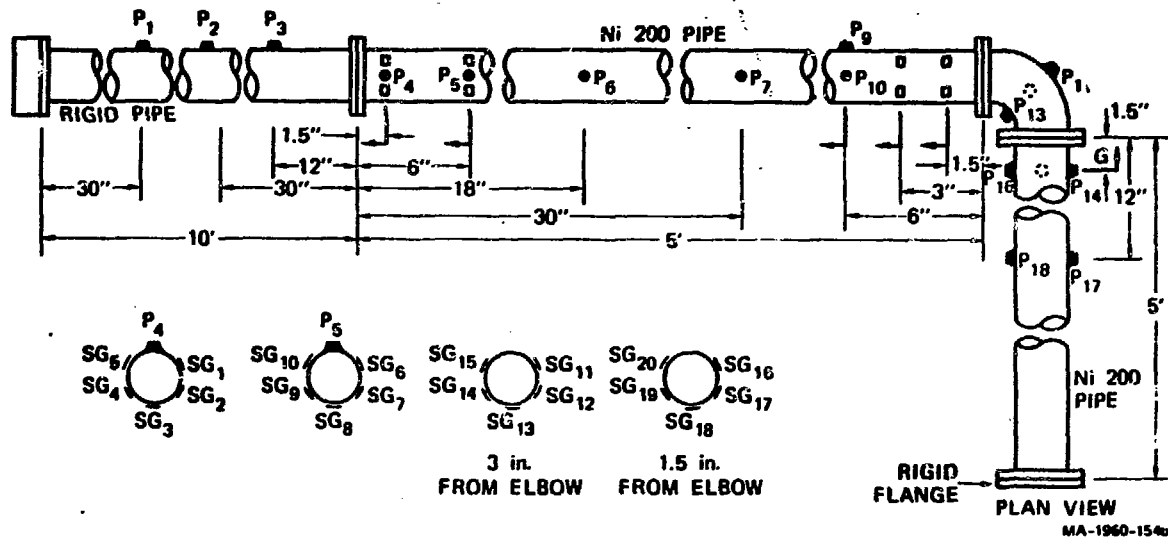 P1 P2 P3 Ni 200 PIPE P9
P4 P5 P6 P7 P10 P1
P13
RIGID PIPE
1.5" 1.5"
12" 6" 1.5" G
P16 P14
30" 30" 18" 3" 12"
30" 6"
10' 5' P18 P17
5'
P4 P5
SG5 SG1 SG10 SG6 SG15 SG11 SG20 SG16
SG4 SG2 SG9 SG7 SG14 SG12 SG19 SG17
SG3 SG8 SG13 SG18
Ni 200
PIPE
3 in. 1.5 in.
FROM ELBOW FROM ELBOW
RIGID
FLANGE
PLAN VIEW